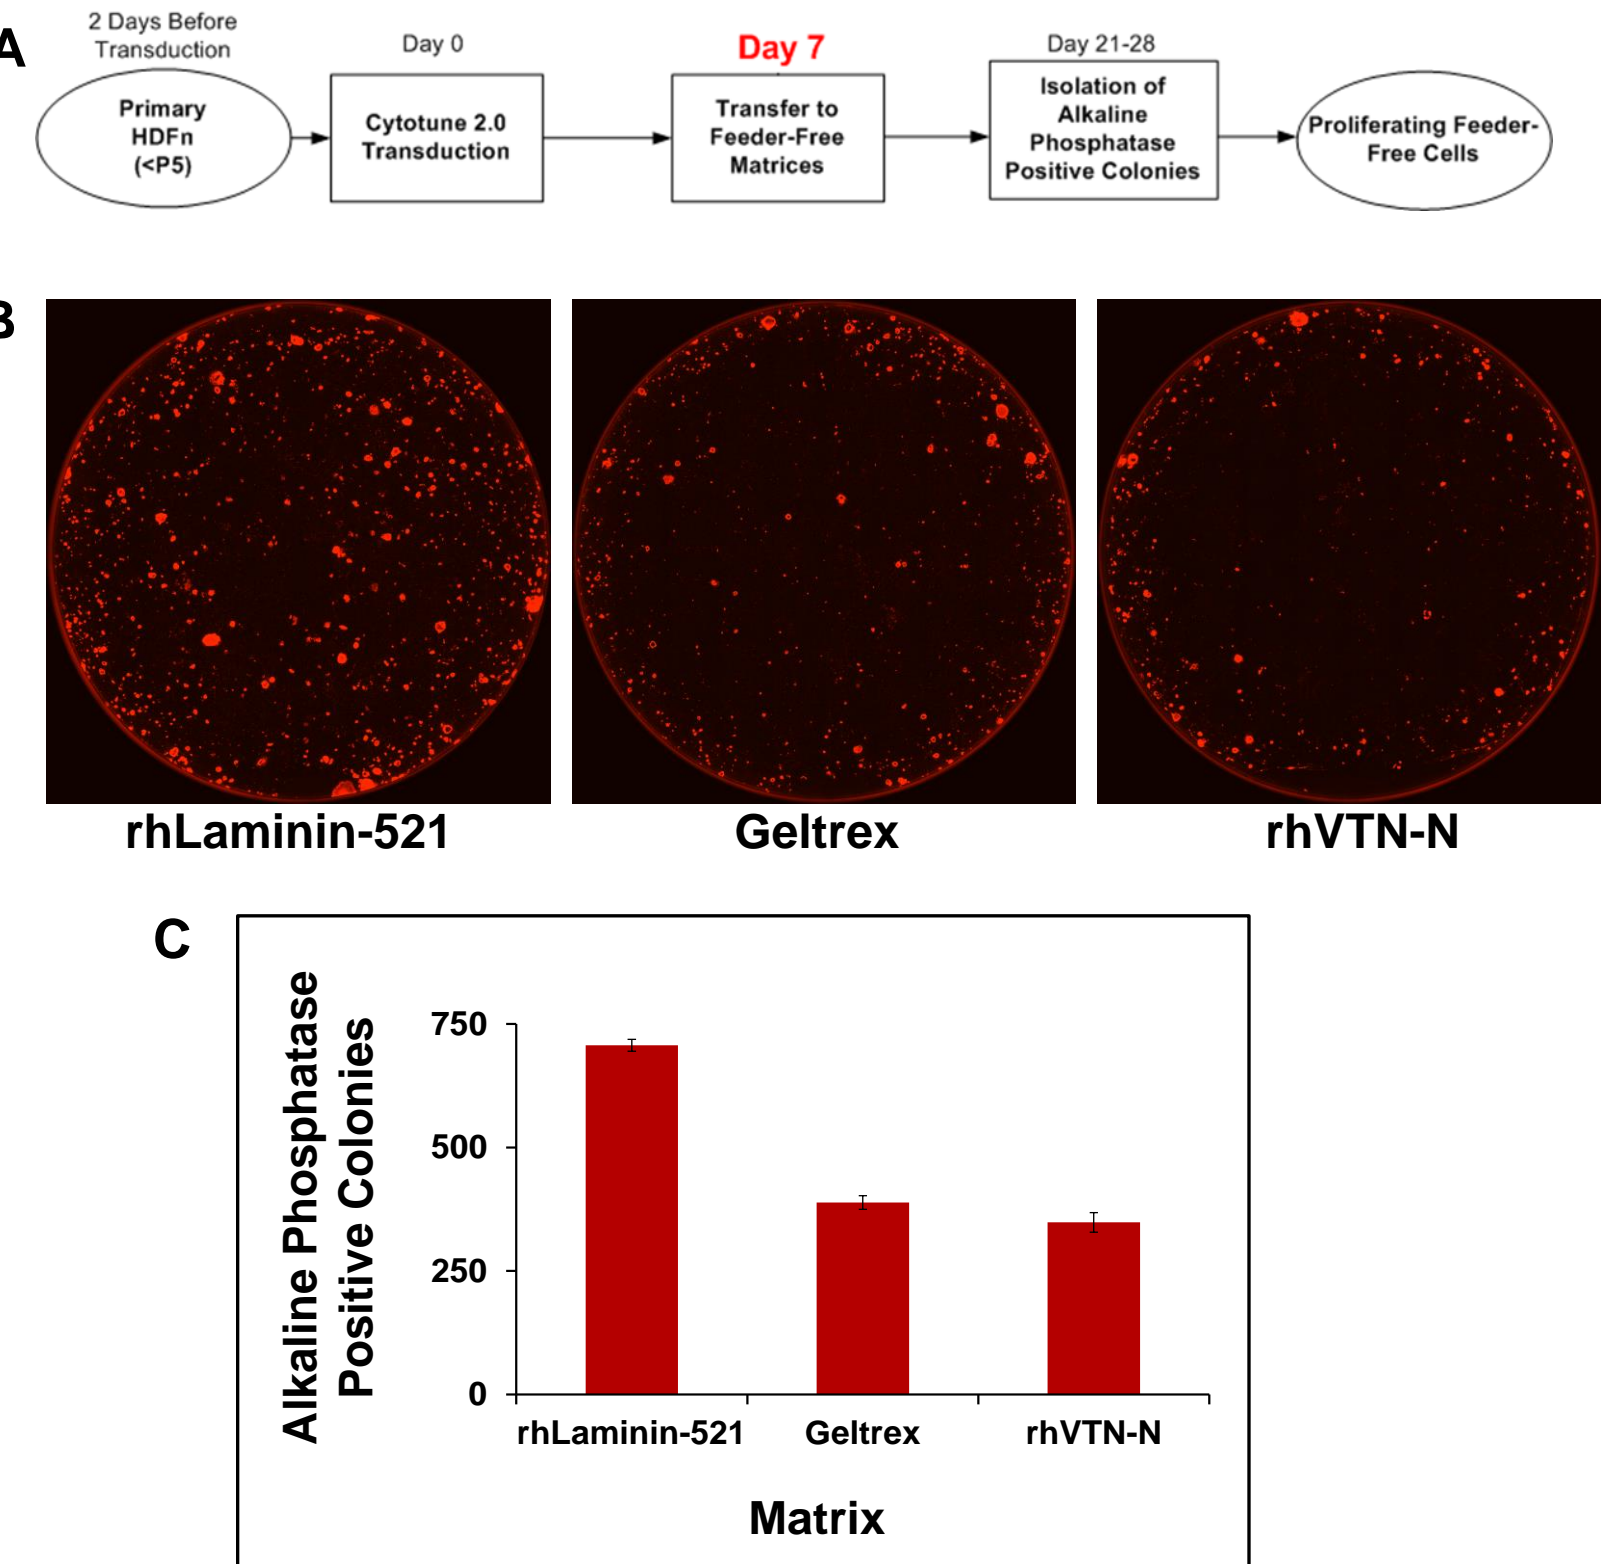 A
2 Days Before
Transduction
Day 0
Day 7
Day 21-28
Primary
HDFn
(<P5)
Cytotune 2.0
Transduction
Transfer to
Feeder-Free
Matrices
Isolation of
Alkaline
Phosphatase
Positive Colonies
Proliferating Feeder-
Free Cells
B
rhLaminin-521
Geltrex
rhVTN-N
C
Alkaline Phosphatase
Positive Colonies
750
500
250
0
rhLaminin-521
Geltrex
rhVTN-N
Matrix